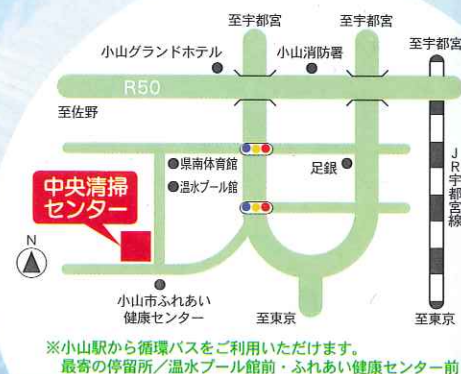 至宇都宮
至宇都宮
至宇都宮
小山グランドホテル
小山消防署
R50
至佐野
県南体育館
温水プール館
足銀
JR宇都宮線
中央清掃
センター
N
小山市ふれあい
健康センター
至東京
至東京
※小山駅から循環バスをご利用いただけます。
最寄の停留所／温水プール館前・ふれあい健康センター前